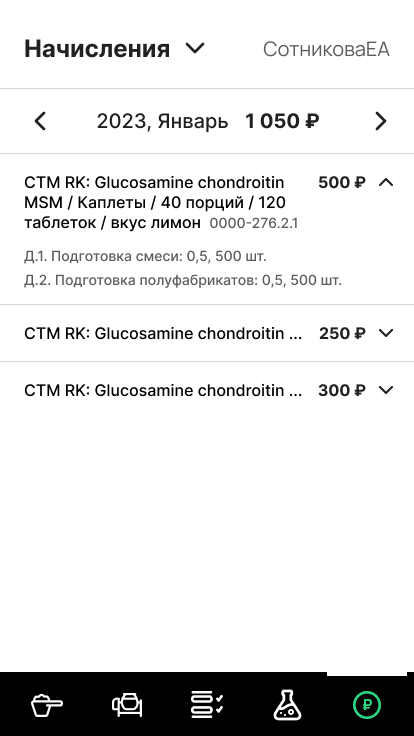 Начисления
СотниковаЕА
2023, Январь 1 050 ₽
CTM RK: Glucosamine chondroitin 500 ₽
MSM / Каплеты / 40 порций / 120
таблеток / вкус лимон 0000-276.2.1
Д.1. Подготовка смеси: 0,5, 500 шт.
Д.2. Подготовка полуфабрикатов: 0,5, 500 шт.
CTM RK: Glucosamine chondroitin ... 250 ₽
CTM RK: Glucosamine chondroitin ... 300 ₽
₽